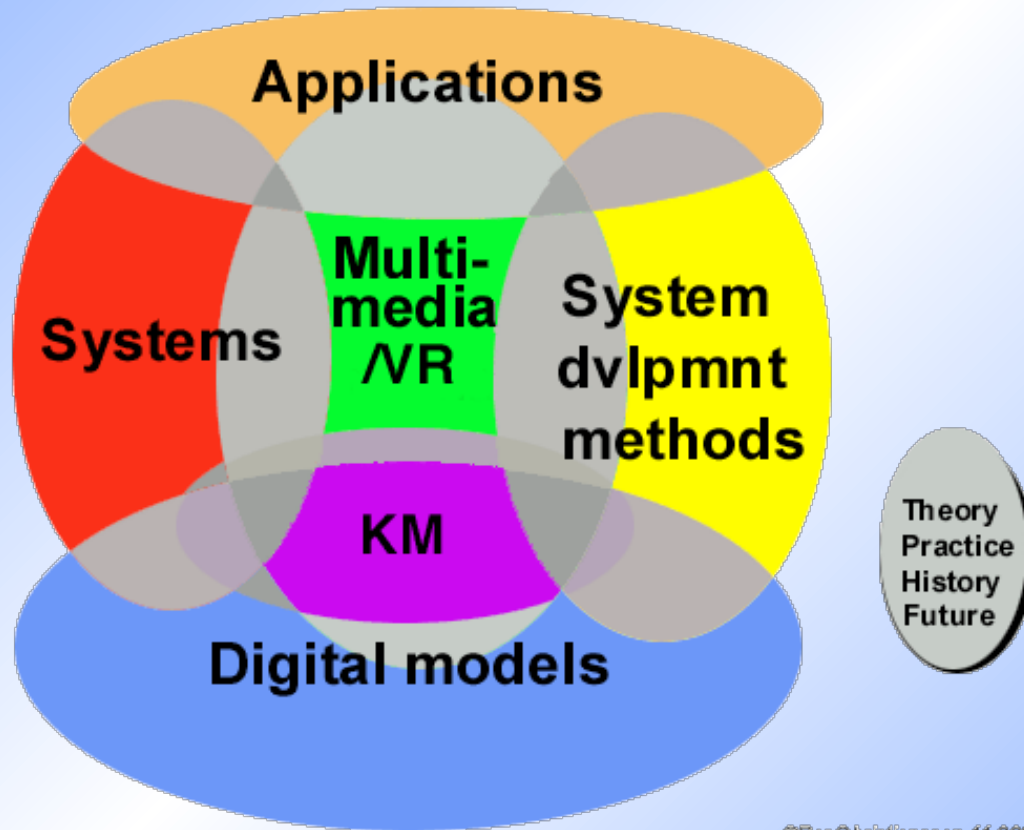 Applications
Multi-
media
/VR
Systems
System
dvlpmnt
methods
KM
Digital models
Theory
Practice
History
Future